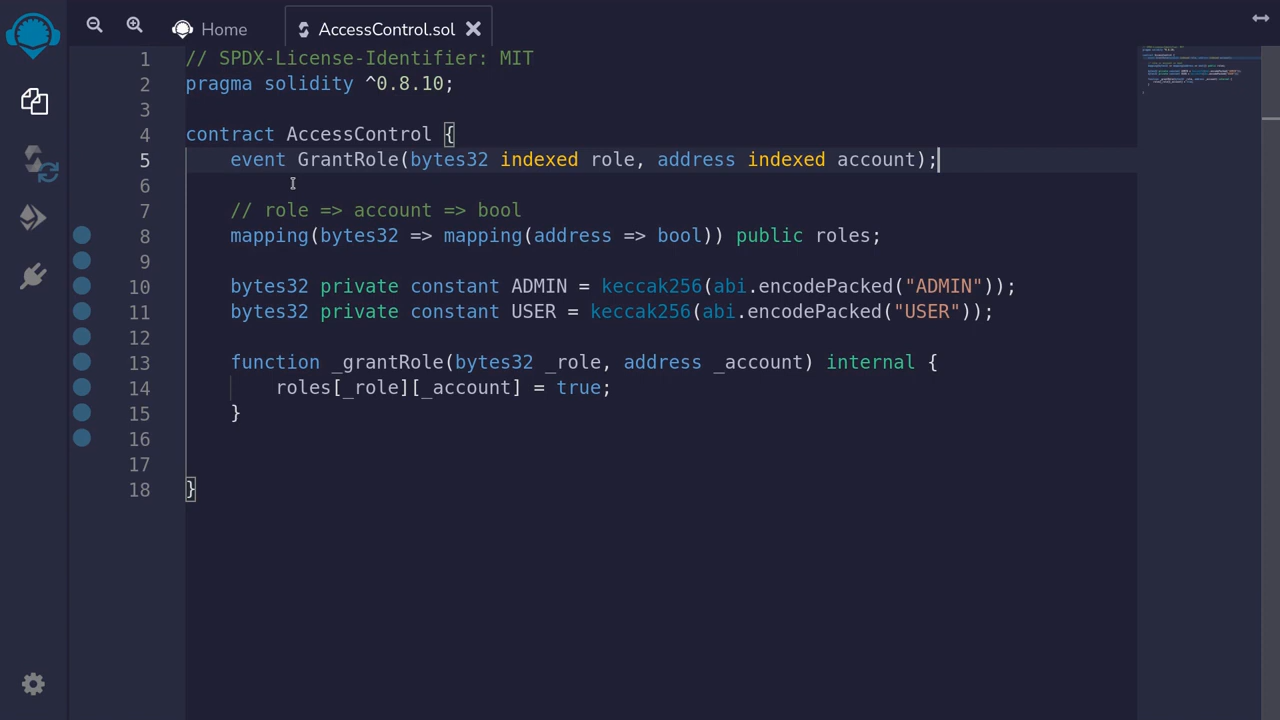 Home
AccessControl.sol
1 // SPDX-License-Identifier: MIT
2 pragma solidity ^0.8.10;
3
4 contract AccessControl {
5     event GrantRole(bytes32 indexed role, address indexed account);
6
7     // role => account => bool
8     mapping(bytes32 => mapping(address => bool)) public roles;
9
10     bytes32 private constant ADMIN = keccak256(abi.encodePacked("ADMIN"));
11     bytes32 private constant USER = keccak256(abi.encodePacked("USER"));
12
13     function _grantRole(bytes32 _role, address _account) internal {
14         roles[_role][_account] = true;
15     }
16
17
18 }